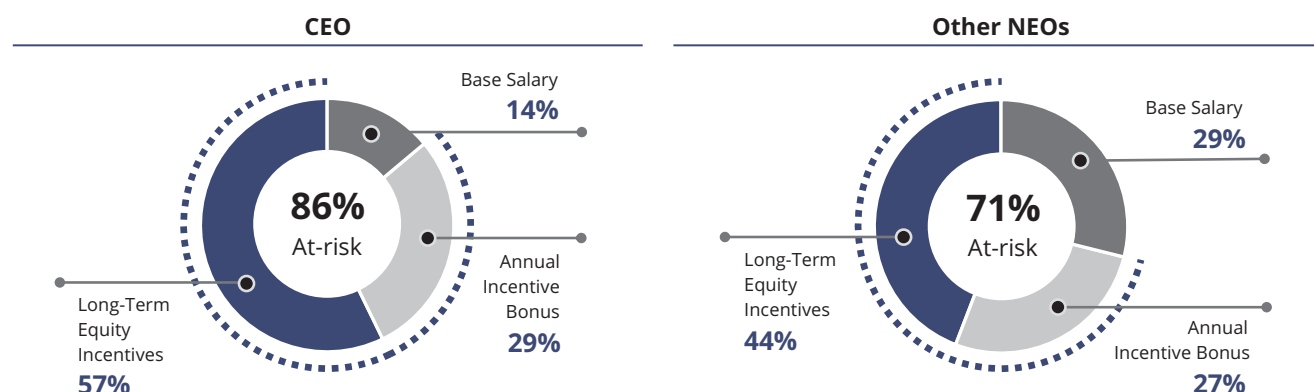 CEO
Base Salary
14%
86%
At-risk
Annual
Incentive
Bonus
29%
Long-Term
Equity
Incentives
57%
Other NEOs
Base Salary
29%
71%
At-risk
Long-Term
Equity
Incentives
44%
Annual
Incentive Bonus
27%